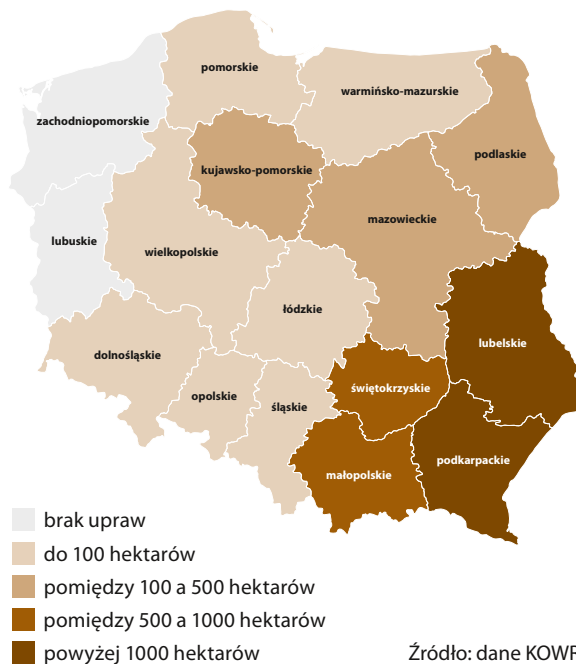 pomorskie
warmińsko-mazurskie
zachodniopomorskie
podlaskie
kujawsko-pomorskie
mazowieckie
lubuskie
wielkopolskie
łódzkie
lubelskie
dolnośląskie
świętokrzyskie
opolskie
śląskie
podkarpackie
małopolskie
brak upraw
do 100 hektarów
pomiędzy 100 a 500 hektarów
pomiędzy 500 a 1000 hektarów
powyżej 1000 hektarów
Źródło: dane KOWR